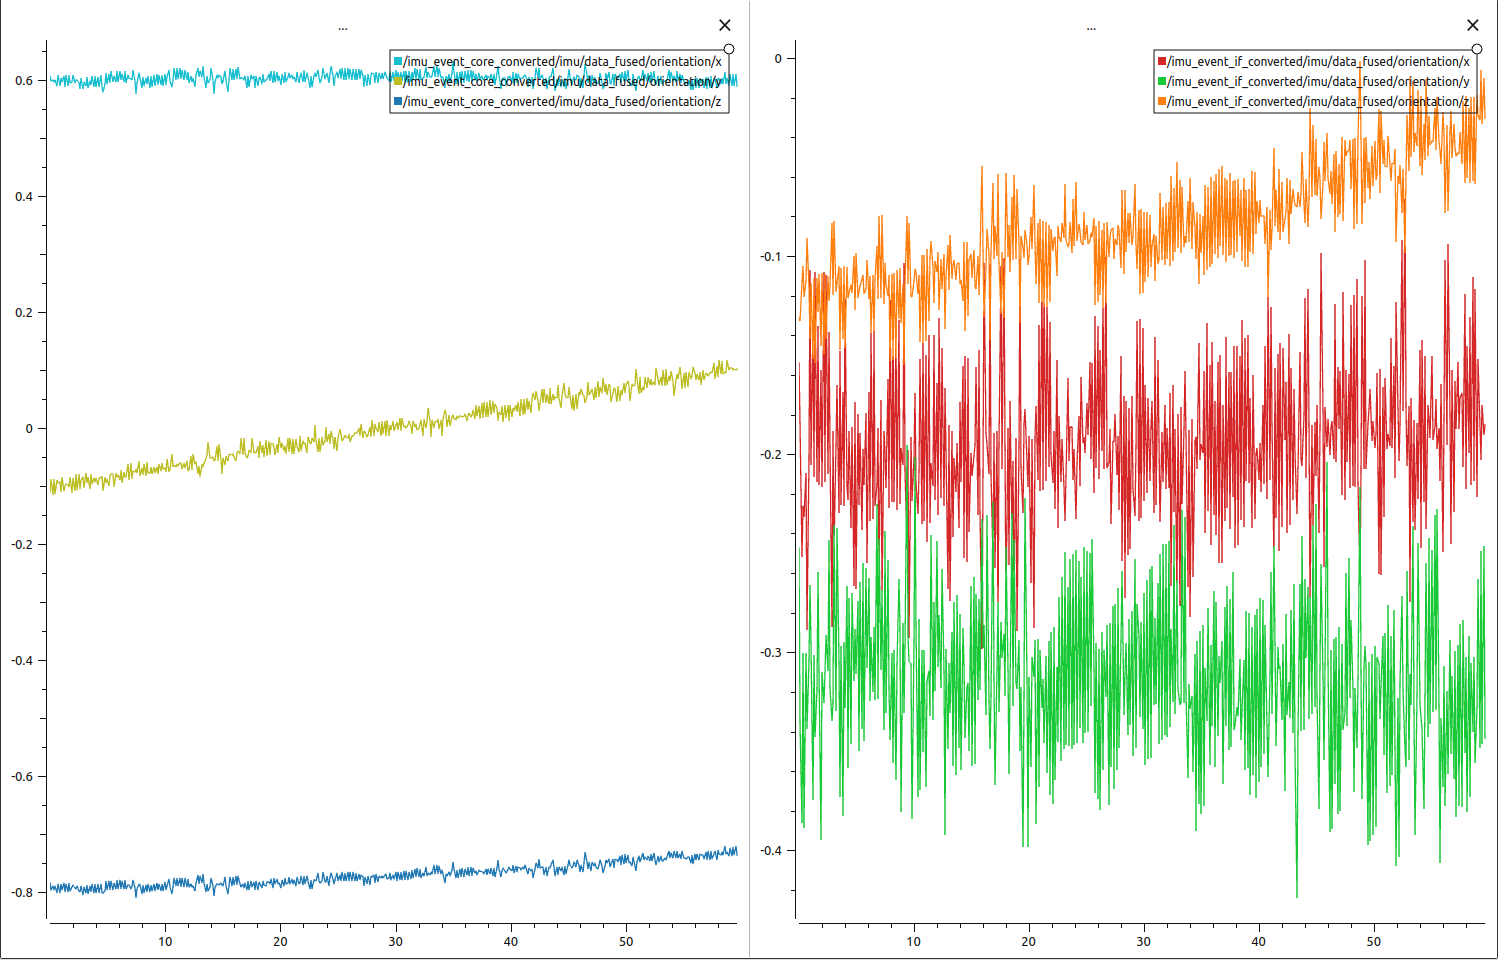 ...
/imu_event_core_converted/imu/data_fused/orientation/x
/imu_event_core_converted/imu/data_fused/orientation/y
/imu_event_core_converted/imu/data_fused/orientation/z
0.6
0.4
0.2
0
-0.2
-0.4
-0.6
-0.8
10 20 30 40 50
...
/imu_event_if_converted/imu/data_fused/orientation/x
/imu_event_if_converted/imu/data_fused/orientation/y
/imu_event_if_converted/imu/data_fused/orientation/z
0
-0.1
-0.2
-0.3
-0.4
10 20 30 40 50